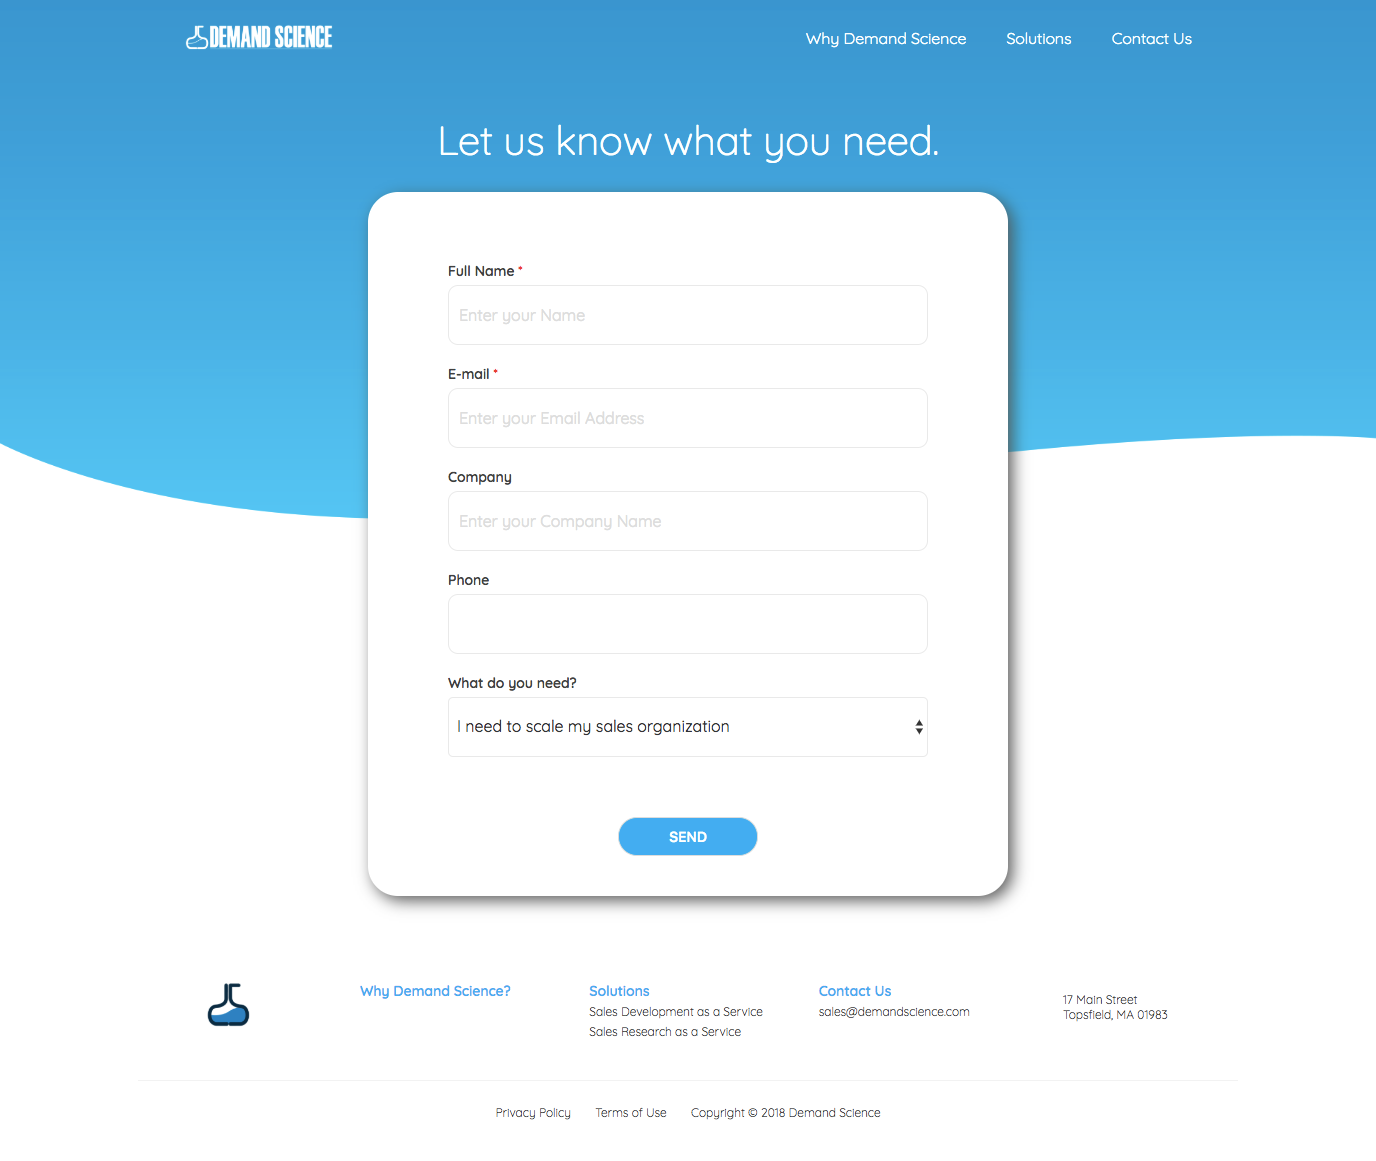 DEMAND SCIENCE
Why Demand Science
Solutions
Contact Us
Let us know what you need.
Full Name *
Enter your Name
E-mail *
Enter your Email Address
Company
Enter your Company Name
Phone
What do you need?
I need to scale my sales organization
SEND
Why Demand Science?
Solutions
Sales Development as a Service
Sales Research as a Service
Contact Us
sales@demandscience.com
17 Main Street
Topsfield, MA 01983
Privacy Policy
Terms of Use
Copyright © 2018 Demand Science